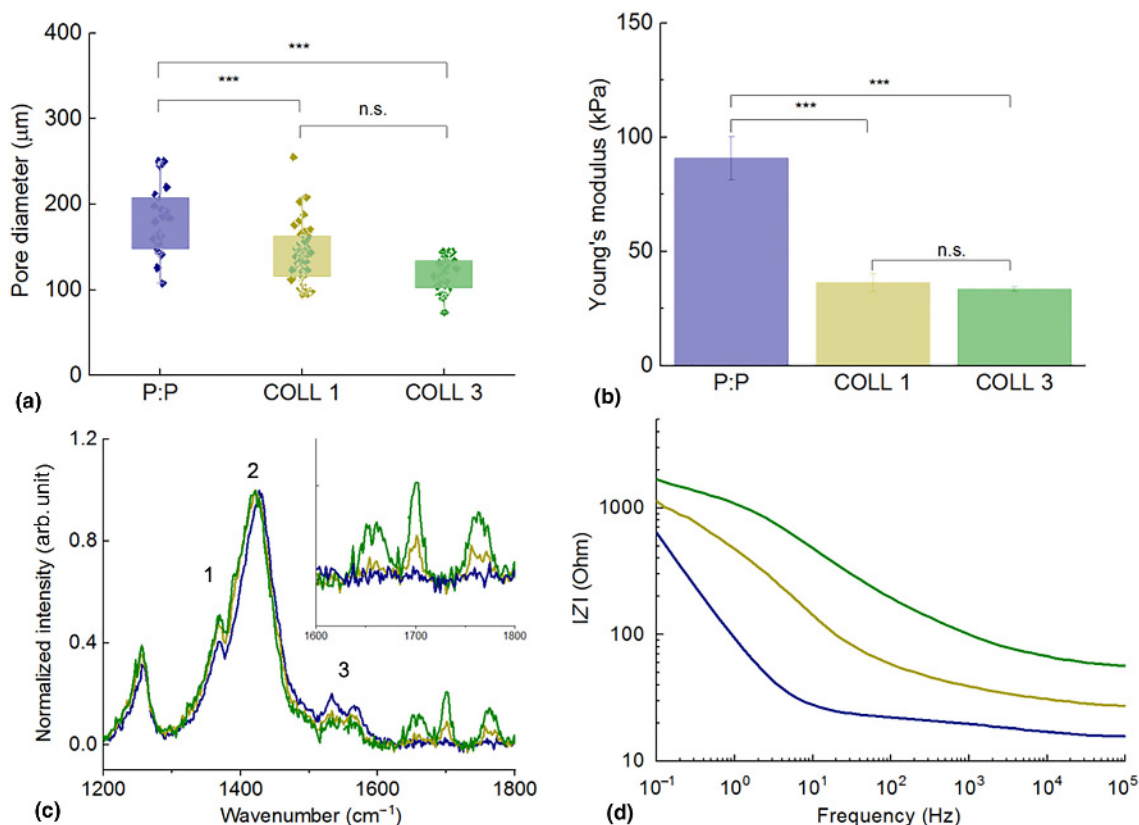 400
300
200
100
0
Pore diameter (μm)
***
***
n.s.
P:P
COLL 1
COLL 3
(a)
150
100
50
0
Young's modulus (kPa)
***
***
n.s.
P:P
COLL 1
COLL 3
(b)
1.2
0.8
0.4
0.0
Normalized intensity (arb. unit)
1
2
3
1600
1700
1800
1200
1400
1600
1800
Wavenumber (cm⁻¹)
(c)
1000
100
10
|Z| (Ohm)
10⁻¹
10⁰
10¹
10²
10³
10⁴
10⁵
Frequency (Hz)
(d)